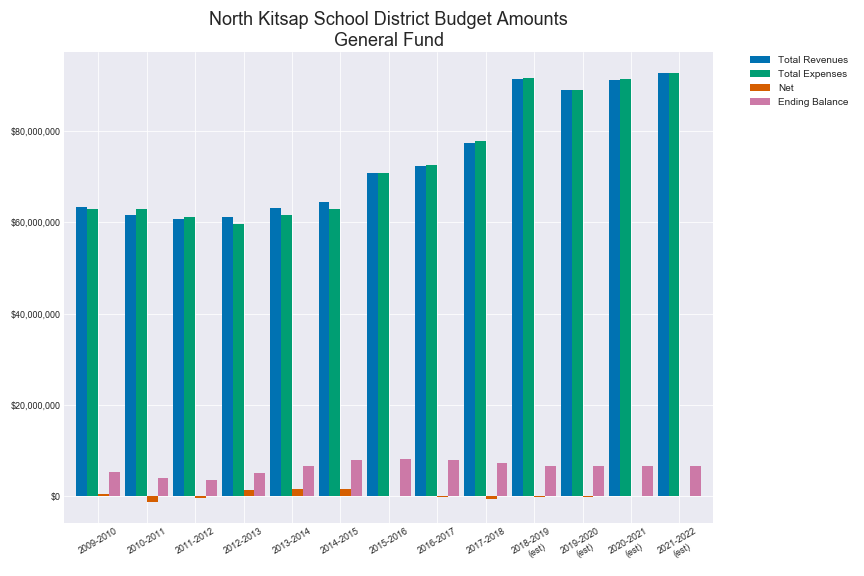 North Kitsap School District Budget Amounts
General Fund
Total Revenues
Total Expenses
Net
Ending Balance
$80,000,000
$60,000,000
$40,000,000
$20,000,000
$0
2009-2010
2010-2011
2011-2012
2012-2013
2013-2014
2014-2015
2015-2016
2016-2017
2017-2018
2018-2019
(est)
2019-2020
(est)
2020-2021
(est)
2021-2022
(est)